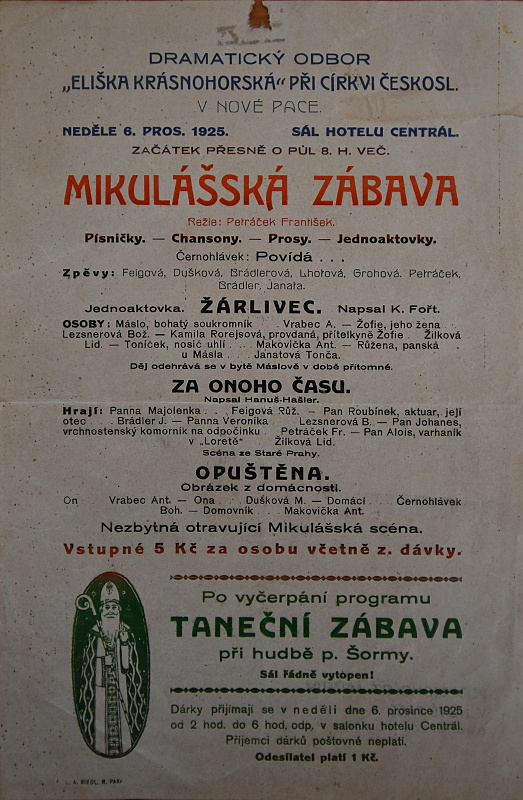 DRAMATICKÝ ODBOR
„ELIŠKA KRÁSNOHORSKÁ“ PŘI CÍRKVI ČESKOSL.
V NOVÉ PACE.
NEDĚLE 6. PROS. 1925. SÁL HOTELU CENTRÁL.
ZAČÁTEK PŘESNĚ O PŮL 8. H. VEČ.
MIKULÁŠSKÁ ZÁBAVA
Režie: Petráček František.
Písničky. — Chansony. — Prosy. — Jednoaktovky.
Černohlávek: Povídá . . .
Zpěvy: Feigová, Dušková, Brádlerová, Lhotová, Grohová. Petráček,
Brádler, Janata.
Jednoaktovka. ŽÁRLIVEC. Napsal K. Fořt.
OSOBY: Máslo, bohatý soukromník . . Vrabec A. — Žofie, jeho žena .
Lezsnerová Bož. — Kamila Rorejsová, provdaná, přítelkyně Žofie . Žilková
Lid. — Toníček, nosič uhlí . . . Makovička Ant. — Růžena, panská .
u Másla . . . Janatová Tonča.
Děj odehrává se v bytě Máslově v době přítomné.
ZA ONOHO ČASU.
Napsal Hanuš-Hašler.
Hrají: Panna Majolenka . . . Feigová Růž. — Pan Roubínek, aktuar, její
otec . . . Brádler J. — Panna Veronika . . Lezsnerová B. — Pan Johanes,
vrchnostenský komorník na odpočinku . Petráček Fr. — Pan Alois, varhaník
v „Loretě“ . . Žilková Lid.
Scéna ze Staré Prahy.
OPUŠTĚNA.
Obrázek z domácnosti.
On . . Vrabec Ant. — Ona . . Dušková M. — Domácí . . Černohlávek
Boh. — Domovník . . Makovička Ant.
Nezbytná otravující Mikulášská scéna.
Vstupné 5 Kč za osobu včetně z. dávky.
Po vyčerpání programu
TANEČNÍ ZÁBAVA
při hudbě p. Šormy.
Sál řádně vytopen!
Dárky přijímají se v neděli dne 6. prosince 1925
od 2 hod. do 6 hod. odp. v salonku hotelu Centrál.
Příjemci dárků poštovné neplatí.
Odesílatel platí 1 Kč.